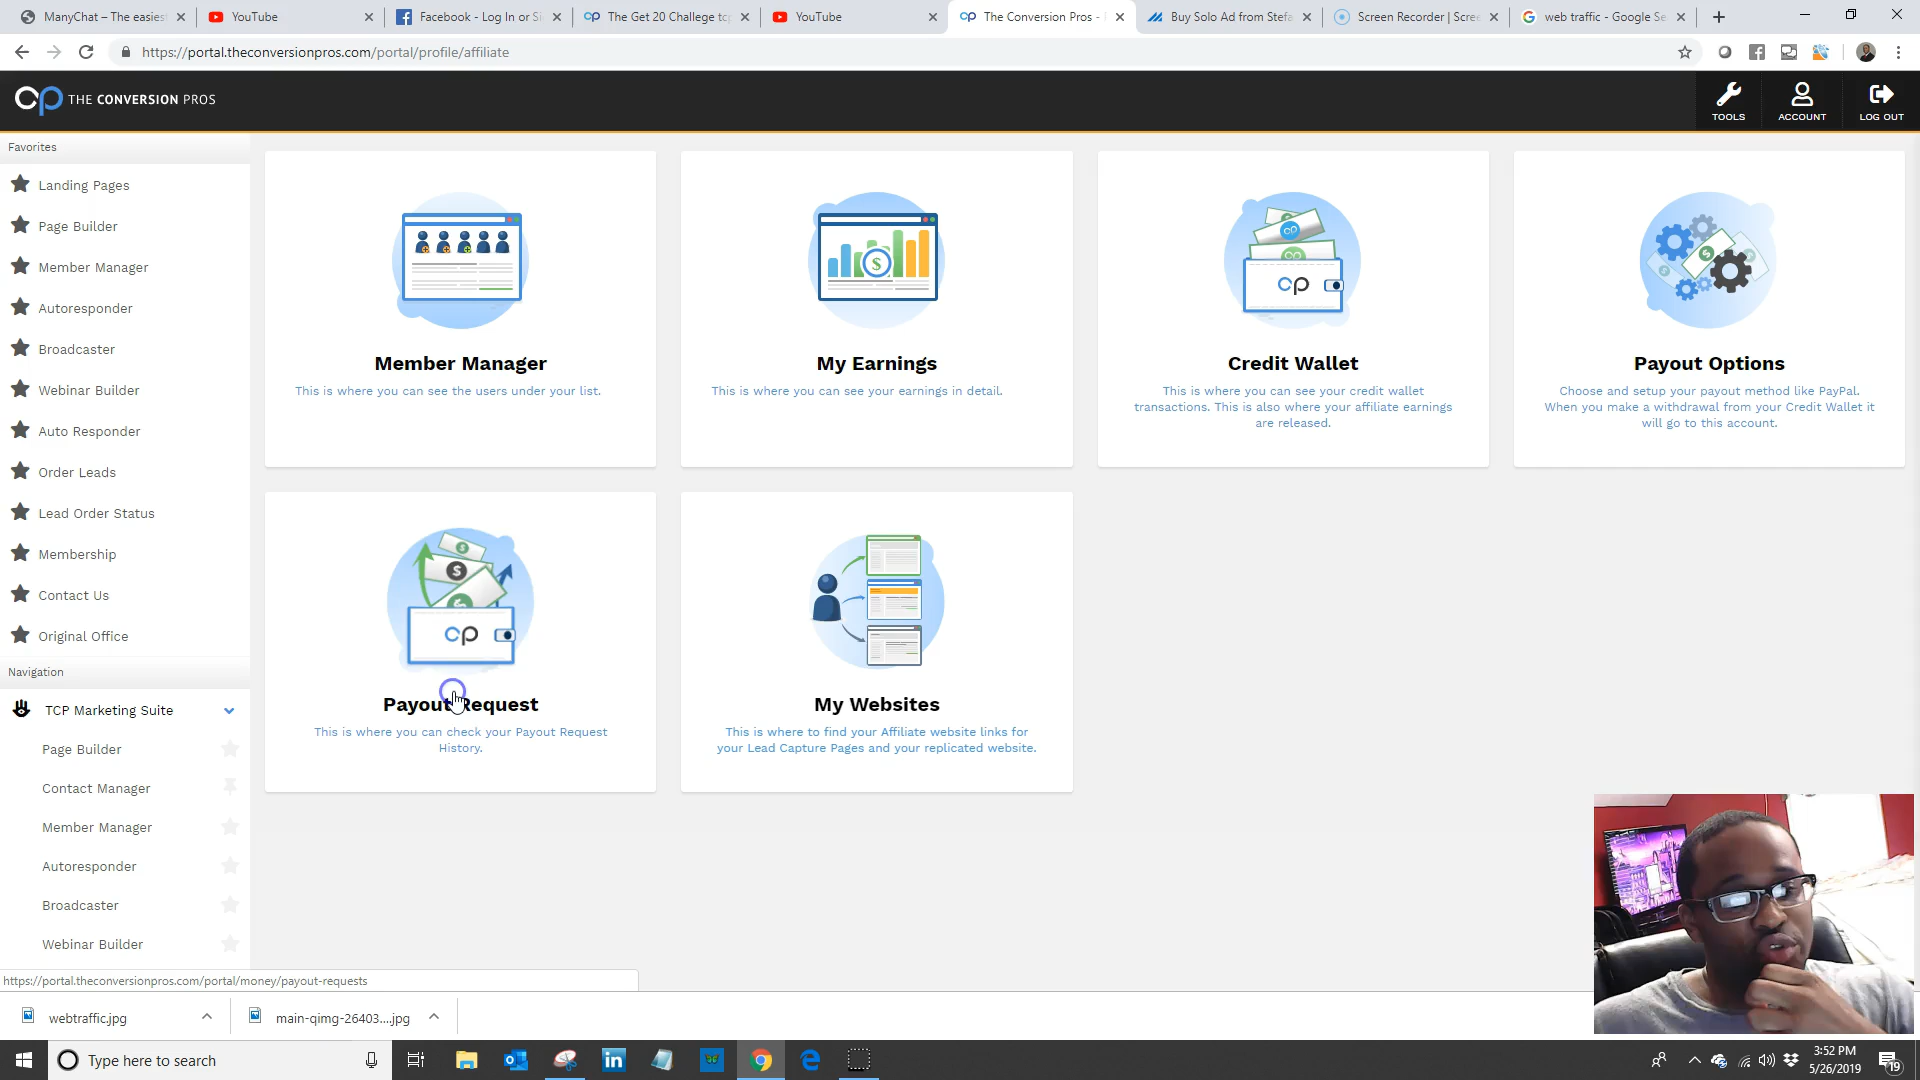 ManyChat – The easies
YouTube
Facebook - Log In or Si
The Get 20 Challege tcp
YouTube
The Conversion Pros -
Buy Solo Ad from Stefa
Screen Recorder | Scree
web traffic - Google Se
https://portal.theconversionpros.com/portal/profile/affiliate
cp THE CONVERSION PROS
TOOLS
ACCOUNT
LOG OUT
Favorites
Landing Pages
Page Builder
Member Manager
Autoresponder
Broadcaster
Webinar Builder
Auto Responder
Order Leads
Lead Order Status
Membership
Contact Us
Original Office
Navigation
TCP Marketing Suite
Page Builder
Contact Manager
Member Manager
Autoresponder
Broadcaster
Webinar Builder
Member Manager
This is where you can see the users under your list.
My Earnings
This is where you can see your earnings in detail.
cp
Credit Wallet
This is where you can see your credit wallet
transactions. This is also where your affiliate earnings
are released.
Payout Options
Choose and setup your payout method like PayPal.
When you make a withdrawal from your Credit Wallet it
will go to this account.
cp
Payout Request
This is where you can check your Payout Request
History.
My Websites
This is where to find your Affiliate website links for
your Lead Capture Pages and your replicated website.
https://portal.theconversionpros.com/portal/money/payout-requests
webtraffic.jpg
main-qimg-26403....jpg
Type here to search
3:52 PM
5/26/2019
19